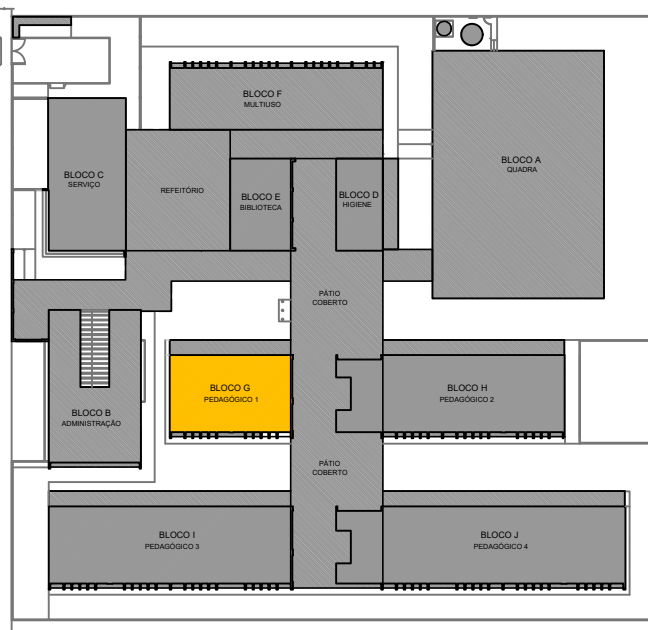 BLOCO F
MULTIUSO
BLOCO A
QUADRA
BLOCO C
SERVIÇO
REFEITÓRIO
BLOCO E
BIBLIOTECA
BLOCO D
HIGIENE
PÁTIO
COBERTO
BLOCO G
PEDAGÓGICO 1
BLOCO H
PEDAGÓGICO 2
BLOCO B
ADMINISTRAÇÃO
PÁTIO
COBERTO
BLOCO I
PEDAGÓGICO 3
BLOCO J
PEDAGÓGICO 4